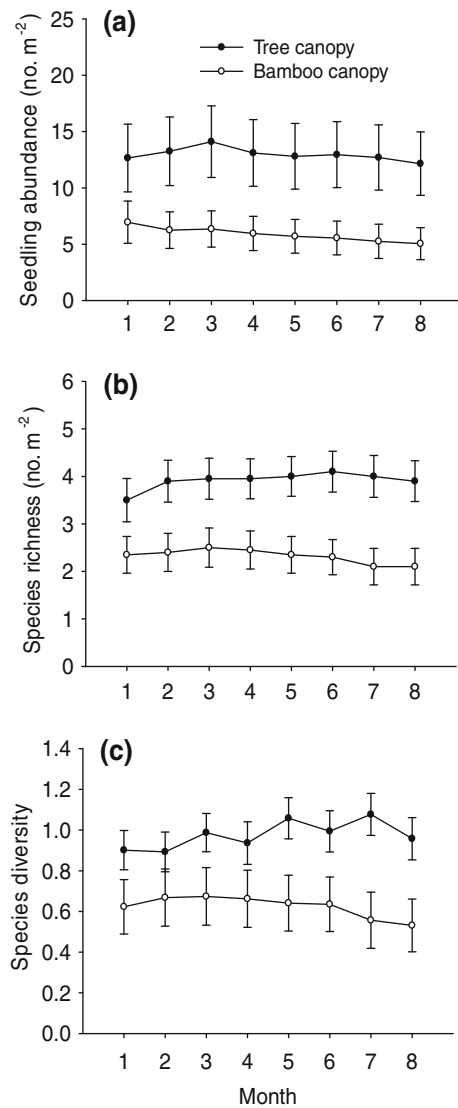 (a)
Tree canopy
Bamboo canopy
Seedling abundance (no. m⁻²)
25
20
15
10
5
0
1 2 3 4 5 6 7 8
(b)
Species richness (no. m⁻²)
6
5
4
3
2
1
0
1 2 3 4 5 6 7 8
(c)
Species diversity
1.4
1.2
1.0
0.8
0.6
0.4
0.2
0.0
1 2 3 4 5 6 7 8
Month